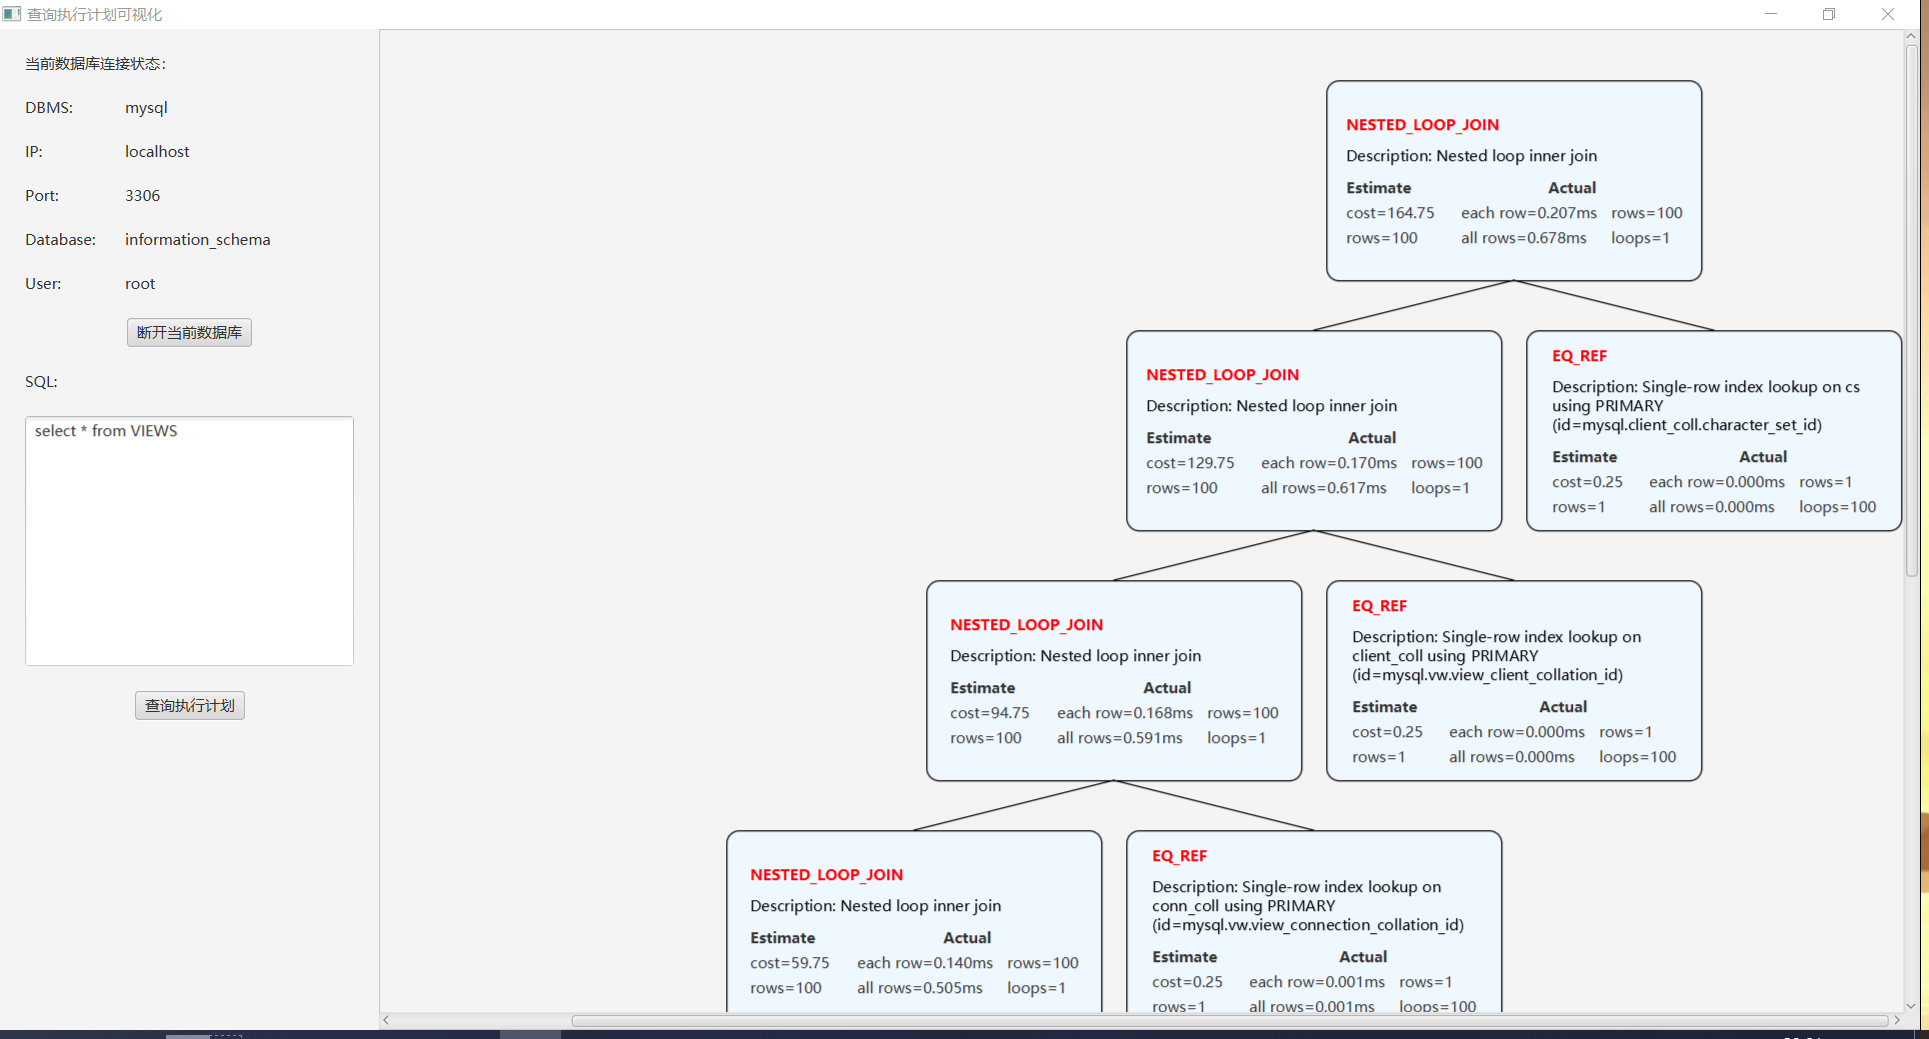 查询执行计划可视化
当前数据库连接状态:
DBMS: mysql
IP: localhost
Port: 3306
Database: information_schema
User: root
断开当前数据库
SQL:
select * from VIEWS
查询执行计划
NESTED_LOOP_JOIN
Description: Nested loop inner join
Estimate Actual
cost=164.75 each row=0.207ms rows=100
rows=100 all rows=0.678ms loops=1
NESTED_LOOP_JOIN
Description: Nested loop inner join
Estimate Actual
cost=129.75 each row=0.170ms rows=100
rows=100 all rows=0.617ms loops=1
EQ_REF
Description: Single-row index lookup on cs
using PRIMARY
(id=mysql.client_coll.character_set_id)
Estimate Actual
cost=0.25 each row=0.000ms rows=1
rows=1 all rows=0.000ms loops=100
NESTED_LOOP_JOIN
Description: Nested loop inner join
Estimate Actual
cost=94.75 each row=0.168ms rows=100
rows=100 all rows=0.591ms loops=1
EQ_REF
Description: Single-row index lookup on
client_coll using PRIMARY
(id=mysql.vw.view_client_collation_id)
Estimate Actual
cost=0.25 each row=0.000ms rows=1
rows=1 all rows=0.000ms loops=100
NESTED_LOOP_JOIN
Description: Nested loop inner join
Estimate Actual
cost=59.75 each row=0.140ms rows=100
rows=100 all rows=0.505ms loops=1
EQ_REF
Description: Single-row index lookup on
conn_coll using PRIMARY
(id=mysql.vw.view_connection_collation_id)
Estimate Actual
cost=0.25 each row=0.001ms rows=1
rows=1 all rows=0.001ms loops=100